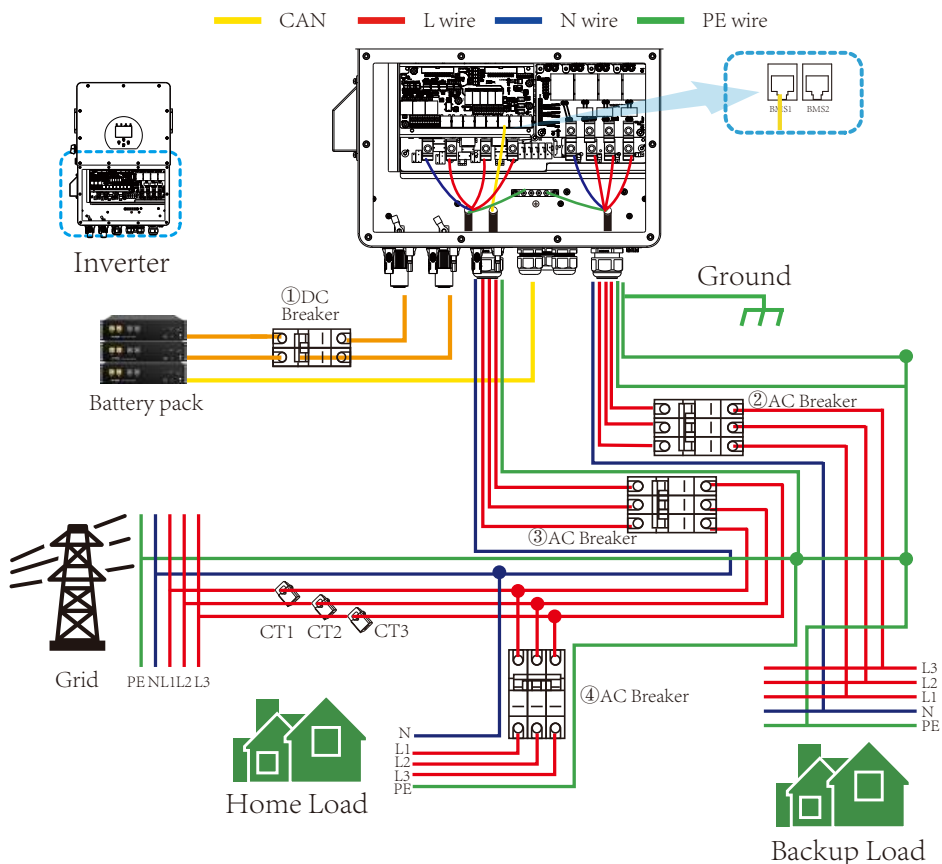 CAN
L wire
N wire
PE wire
BMS1
BMS2
Inverter
Ground
①DC
Breaker
Battery pack
②AC Breaker
③AC Breaker
CT1
CT2
CT3
Grid
PE
N
L1
L2
L3
④AC Breaker
L3
L2
L1
N
PE
N
L1
L2
L3
PE
Home Load
Backup Load